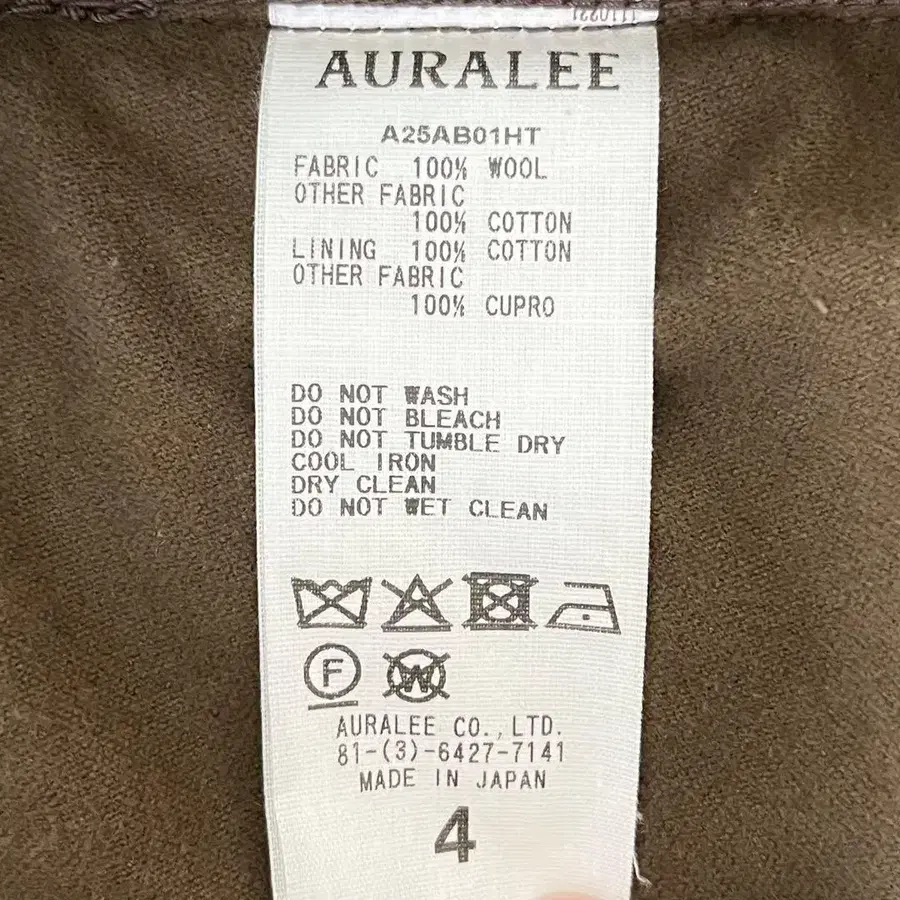 AURALEE
A25AB01HT
FABRIC 100% WOOL
OTHER FABRIC
100% COTTON
LINING 100% COTTON
OTHER FABRIC
100% CUPRO
DO NOT WASH
DO NOT BLEACH
DO NOT TUMBLE DRY
COOL IRON
DRY CLEAN
DO NOT WET CLEAN
F W
AURALEE CO.,LTD.
81-(3)-6427-7141
MADE IN JAPAN
4